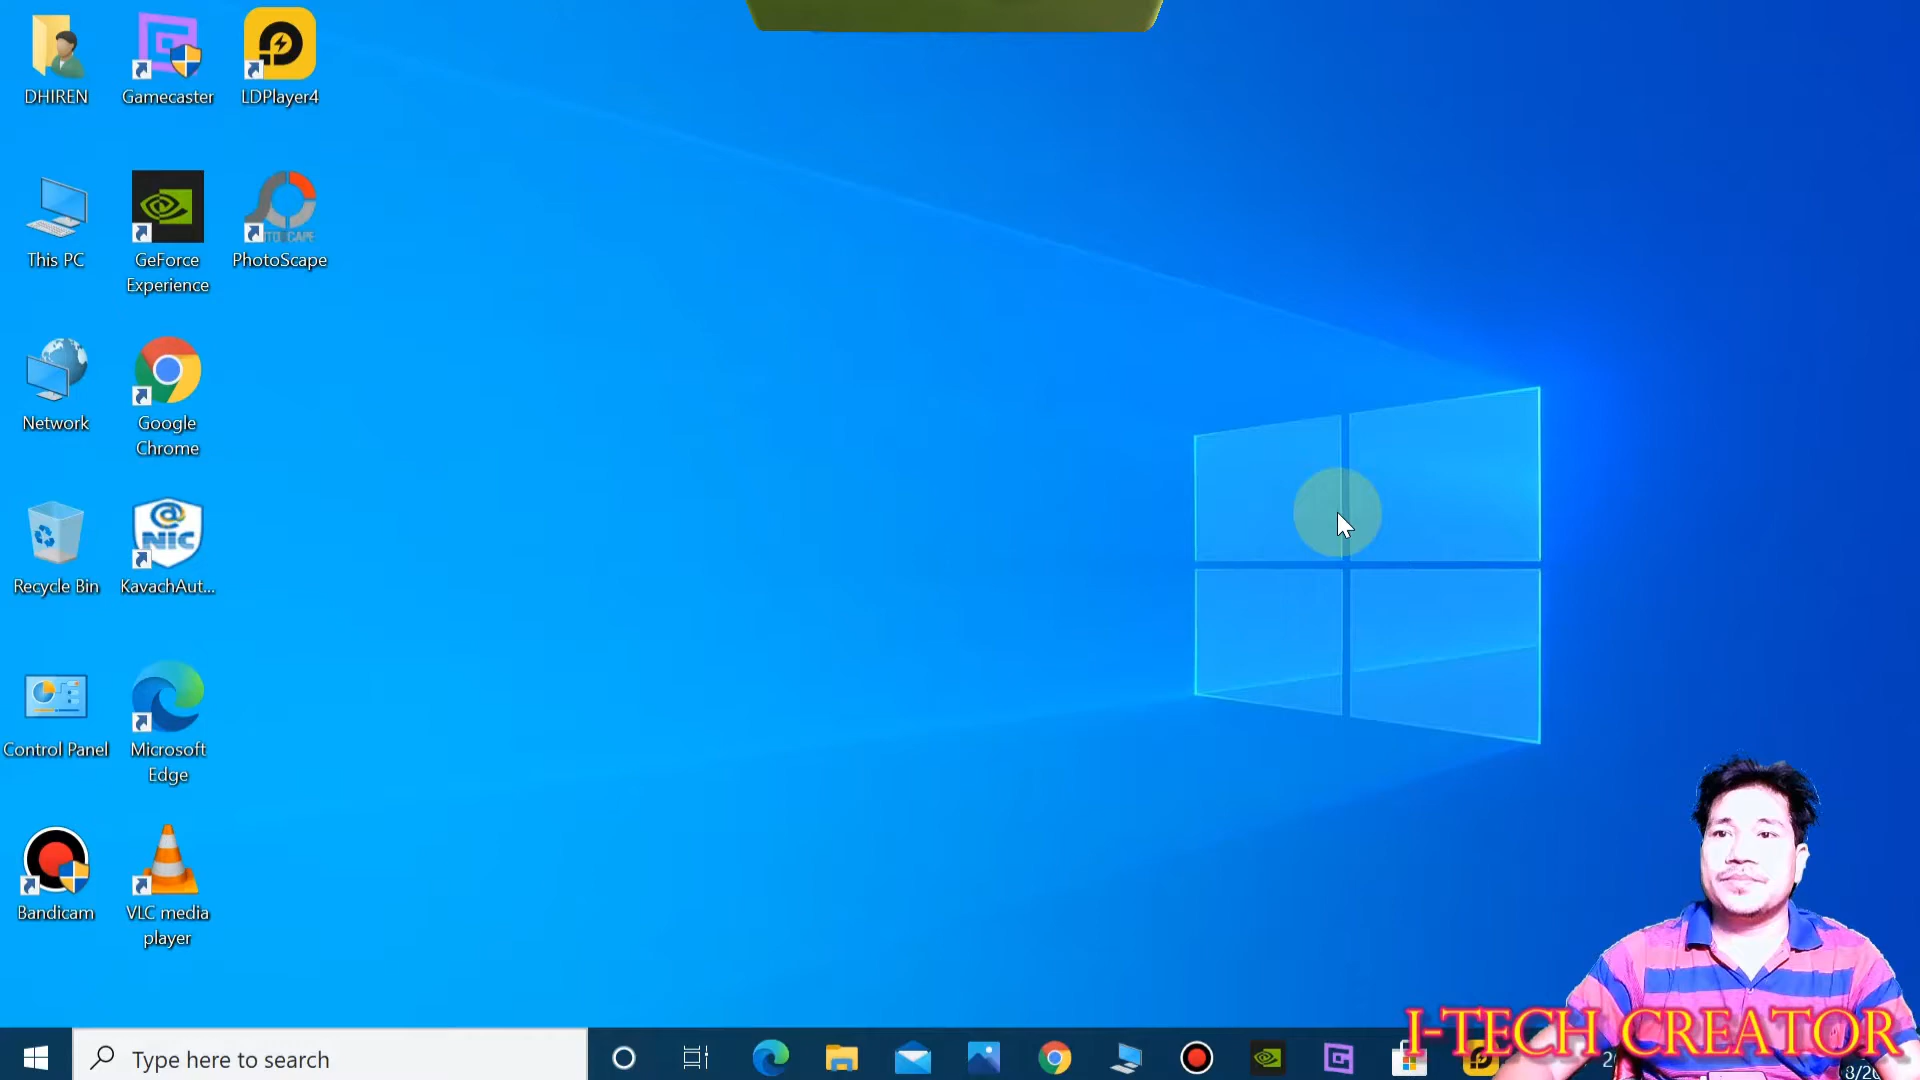 DHIREN
Gamecaster
LDPlayer4
This PC
GeForce
Experience
PhotoScape
Network
Google
Chrome
NIC
Recycle Bin
KavachAut...
Control Panel
Microsoft
Edge
Bandicam
VLC media
player
I-TECH CREATOR
Type here to search